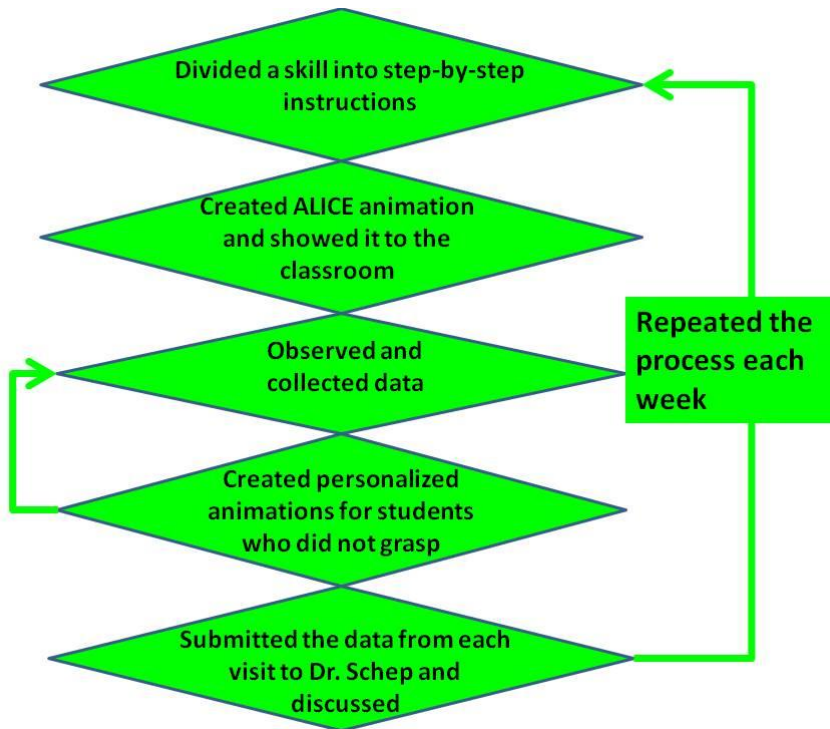 Divided a skill into step-by-step
instructions
Created ALICE animation
and showed it to the
classroom
Observed and
collected data
Repeated the
process each
week
Created personalized
animations for students
who did not grasp
Submitted the data from each
visit to Dr. Schep and
discussed